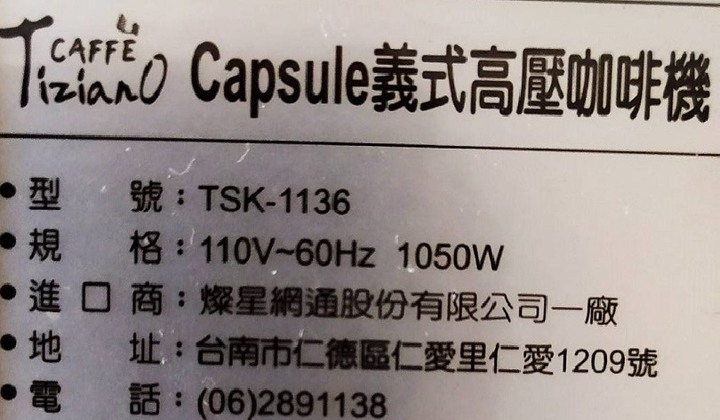 CAFFÈ TizianO Capsule義式高壓咖啡機
• 型 號：TSK-1136
• 規 格：110V~60Hz 1050W
• 進口商：燦星網通股份有限公司一廠
• 地 址：台南市仁德區仁愛里仁愛1209號
• 電 話：(06)2891138